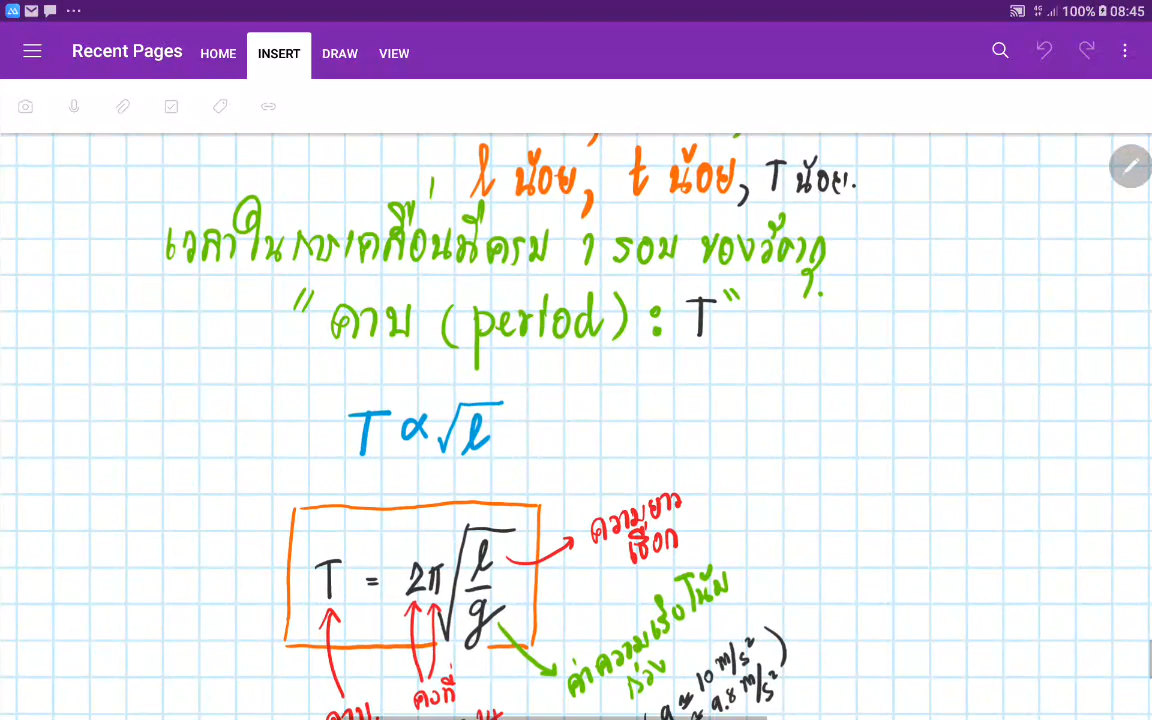 100% 08:45
Recent Pages HOME INSERT DRAW VIEW
l น้อย, t น้อย, T น้อย.
เวลาในการเคลื่อนที่ครบ 1 รอบ ของวัตถุ
"คาบ (period) : T"
T ∝ √l
T = 2π√(l/g)
ความยาว
เชือก
ค่าความเร่งโน้ม
ถ่วง
คงที่
≈ 10 m/s²
≈ 9.8 m/s²
คาบ